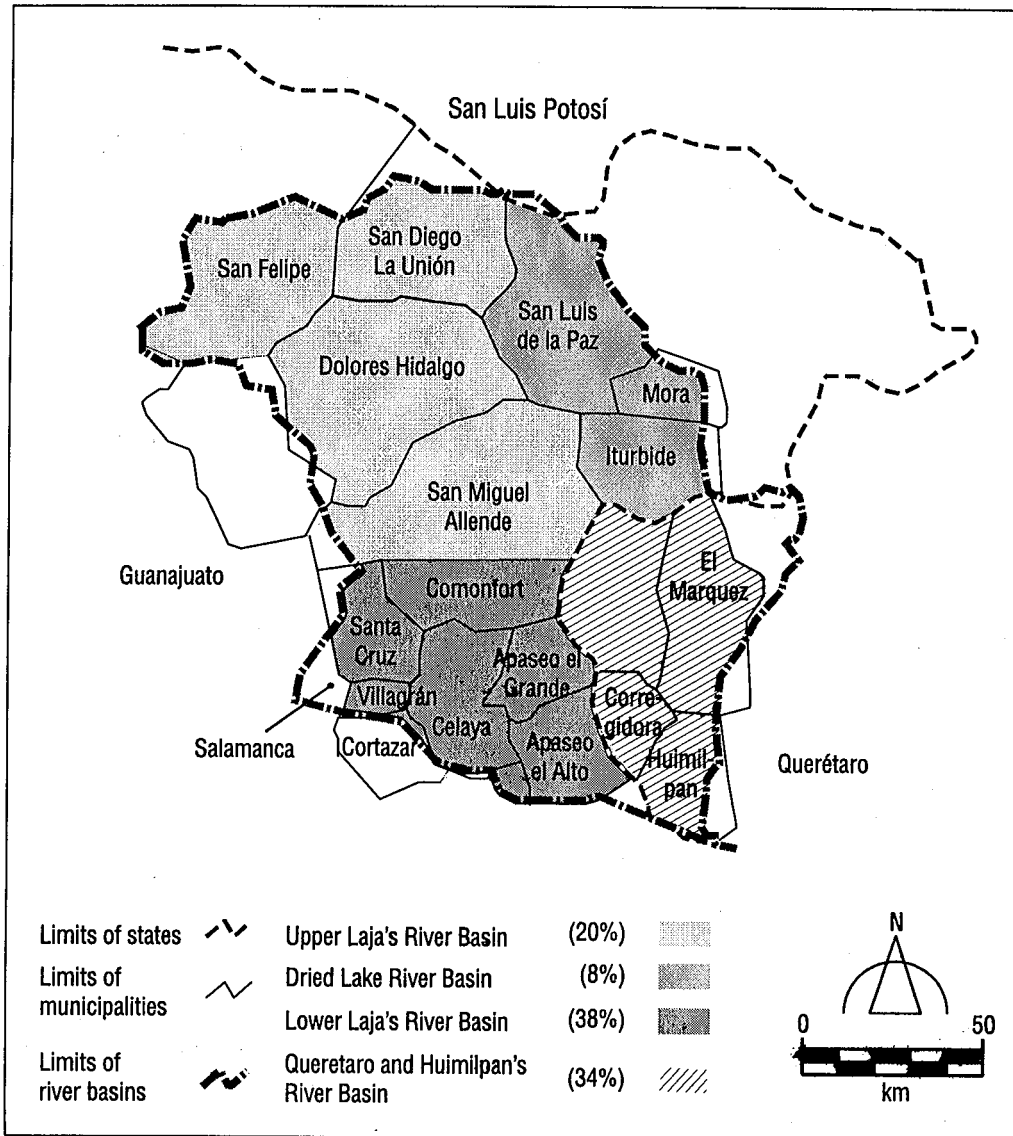 San Luis Potosí
San Diego
La Unión
San Felipe
San Luis
de la Paz
Dolores Hidalgo
Mora
Iturbide
San Miguel
Allende
Guanajuato
El
Marquez
Comonfort
Santa
Cruz
Apaseo el
Grande
Villagrán
Corre-
gidora
Celaya
Salamanca
Cortazar
Apaseo
el Alto
Huimil-
pan
Querétaro
Limits of states
Limits of
municipalities
Limits of
river basins
Upper Laja's River Basin (20%)
Dried Lake River Basin (8%)
Lower Laja's River Basin (38%)
Queretaro and Huimilpan's
River Basin (34%)
N
0 50
km